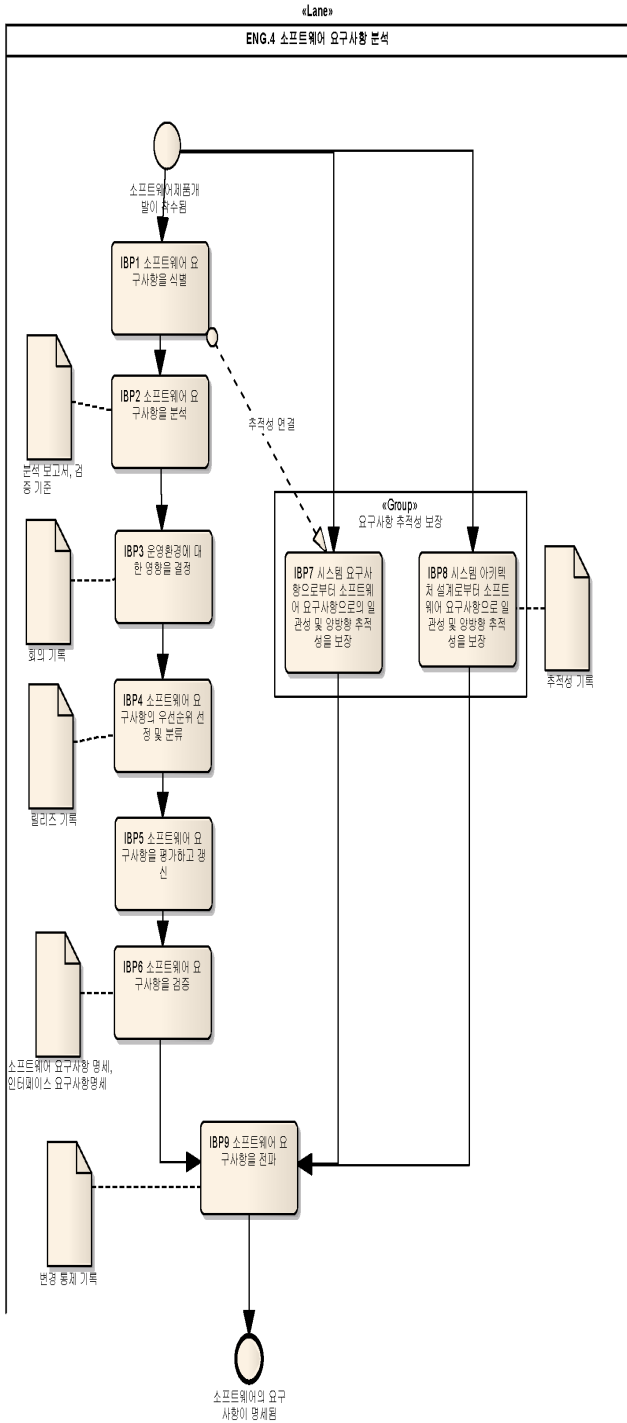 «Lane»
ENG.4 소프트웨어 요구사항 분석
소프트웨어제품개
발이 착수됨
IBP1 소프트웨어 요
구사항을 식별
IBP2 소프트웨어 요
구사항을 분석
분석 보고서, 검
증 기준
추적성 연결
IBP3 운영환경에 대
한 영향을 결정
회의 기록
«Group»
요구사항 추적성 보장
IBP7 시스템 요구사
항으로부터 소프트웨
어 요구사항으로의 일
관성 및 양방향 추적
성을 보장
IBP8 시스템 아키텍
처 설계로부터 소프트
웨어 요구사항으로 일
관성 및 양방향 추적
성을 보장
추적성 기록
IBP4 소프트웨어 요
구사항의 우선순위 선
정 및 분류
릴리즈 기록
IBP5 소프트웨어 요
구사항을 평가하고 갱
신
IBP6 소프트웨어 요
구사항을 검증
소프트웨어 요구사항 명세,
인터페이스 요구사항명세
IBP9 소프트웨어 요
구사항을 전파
변경 통제 기록
소프트웨어의 요구
사항이 명세됨